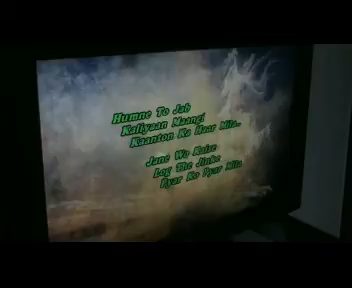 Humne To Jab
Kaliyaan Maangi
Kaanton Ka Haar Mila..
Jane Wo Kaise
Log The Jinke
Pyar Ko Pyar Mila